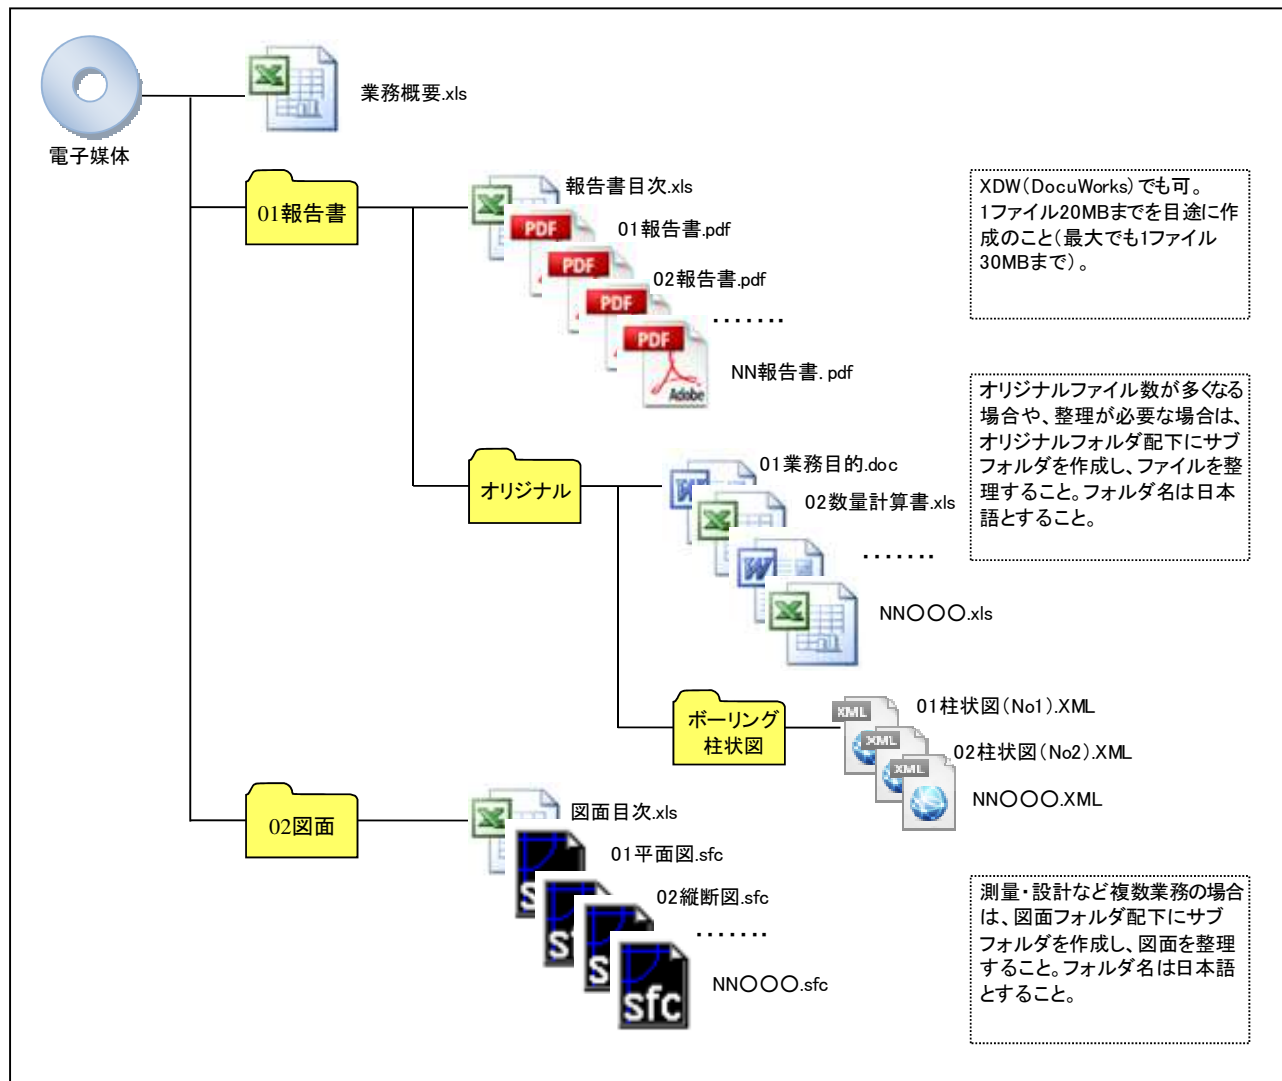 電子媒体
業務概要.xls
01報告書
報告書目次.xls
PDF
01報告書.pdf
PDF
02報告書.pdf
PDF
・・・・・・・
PDF
Adobe
NN報告書.pdf
XDW(DocuWorks)でも可。
1ファイル20MBまでを目途に作
成のこと(最大でも1ファイル
30MBまで)。
オリジナル
01業務目的.doc
02数量計算書.xls
・・・・・・・
NN○○○.xls
オリジナルファイル数が多くなる
場合や、整理が必要な場合は、
オリジナルフォルダ配下にサブ
フォルダを作成し、ファイルを整
理すること。フォルダ名は日本
語とすること。
ボーリング
柱状図
XML
01柱状図(No1).XML
XML
02柱状図(No2).XML
XML
NN○○○.XML
02図面
図面目次.xls
01平面図.sfc
02縦断図.sfc
・・・・・・・
sfc
NN○○○.sfc
測量・設計など複数業務の場合
は、図面フォルダ配下にサブ
フォルダを作成し、図面を整理
すること。フォルダ名は日本語
とすること。